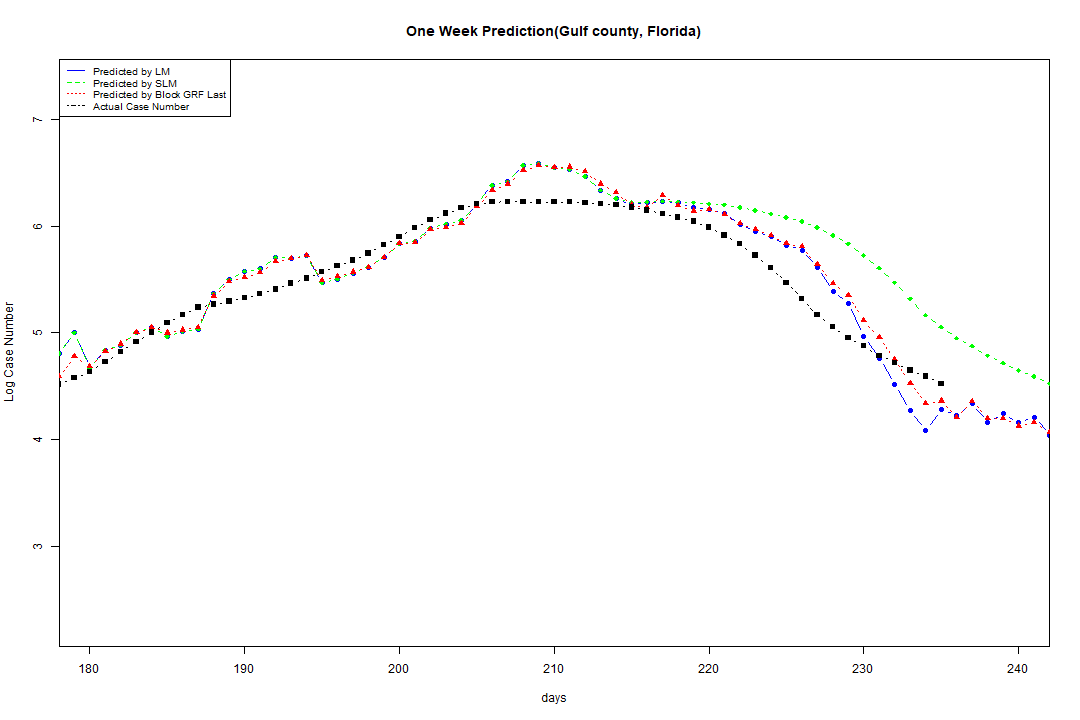 One Week Prediction(Gulf county, Florida)
Predicted by LM
Predicted by SLM
Predicted by Block GRF Last
Actual Case Number
7
6
5
4
3
Log Case Number
180 190 200 210 220 230 240
days